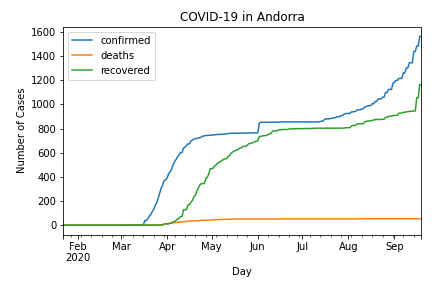 COVID-19 in Andorra
confirmed
deaths
recovered
Number of Cases
1600
1400
1200
1000
800
600
400
200
0
Feb Mar Apr May Jun Jul Aug Sep
2020
Day